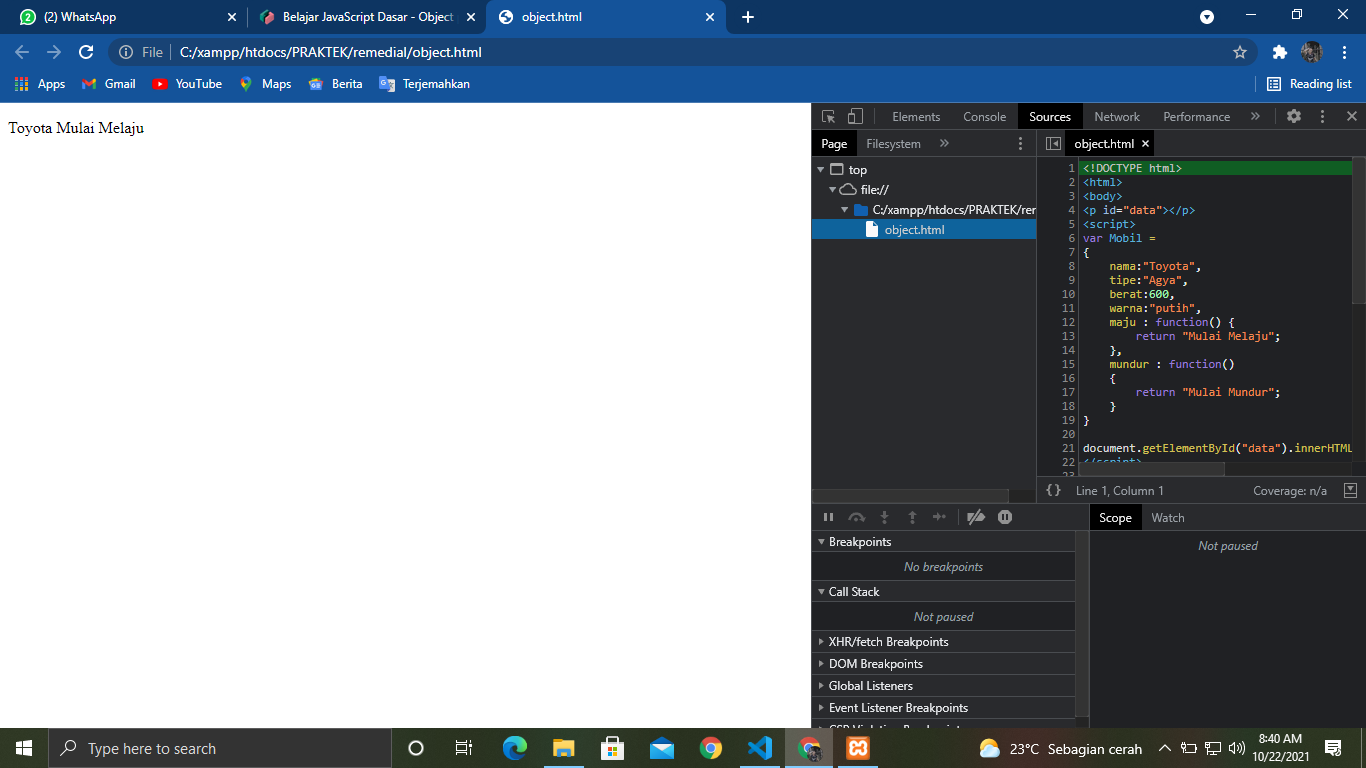 (2) WhatsApp
Belajar JavaScript Dasar - Object
object.html
File
C:/xampp/htdocs/PRAKTEK/remedial/object.html
Apps
Gmail
YouTube
Maps
Berita
Terjemahkan
Reading list
Toyota Mulai Melaju
Elements
Console
Sources
Network
Performance
Page
Filesystem
object.html
top
file://
C:/xampp/htdocs/PRAKTEK/rer
object.html
1 <!DOCTYPE html>
2 <html>
3 <body>
4 <p id="data"></p>
5 <script>
6 var Mobil =
7 {
8 nama:"Toyota",
9 tipe:"Agya",
10 berat:600,
11 warna:"putih",
12 maju : function() {
13 return "Mulai Melaju";
14 },
15 mundur : function()
16 {
17 return "Mulai Mundur";
18 }
19 }
20
21 document.getElementById("data").innerHTML
22 </script>
23
{} Line 1, Column 1
Coverage: n/a
Scope
Watch
Not paused
Breakpoints
No breakpoints
Call Stack
Not paused
XHR/fetch Breakpoints
DOM Breakpoints
Global Listeners
Event Listener Breakpoints
CSP Violation Breakpoints
Type here to search
23°C Sebagian cerah
8:40 AM
10/22/2021